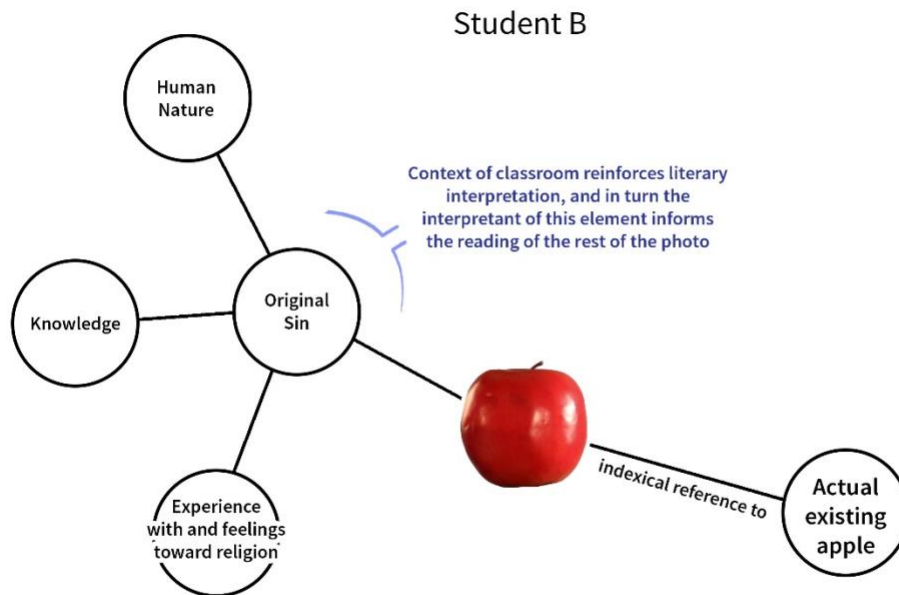 Student B
Human
Nature
Context of classroom reinforces literary
interpretation, and in turn the
interpretant of this element informs
the reading of the rest of the photo
Original
Sin
Knowledge
indexical reference to
Actual
existing
apple
Experience
with and feelings
toward religion